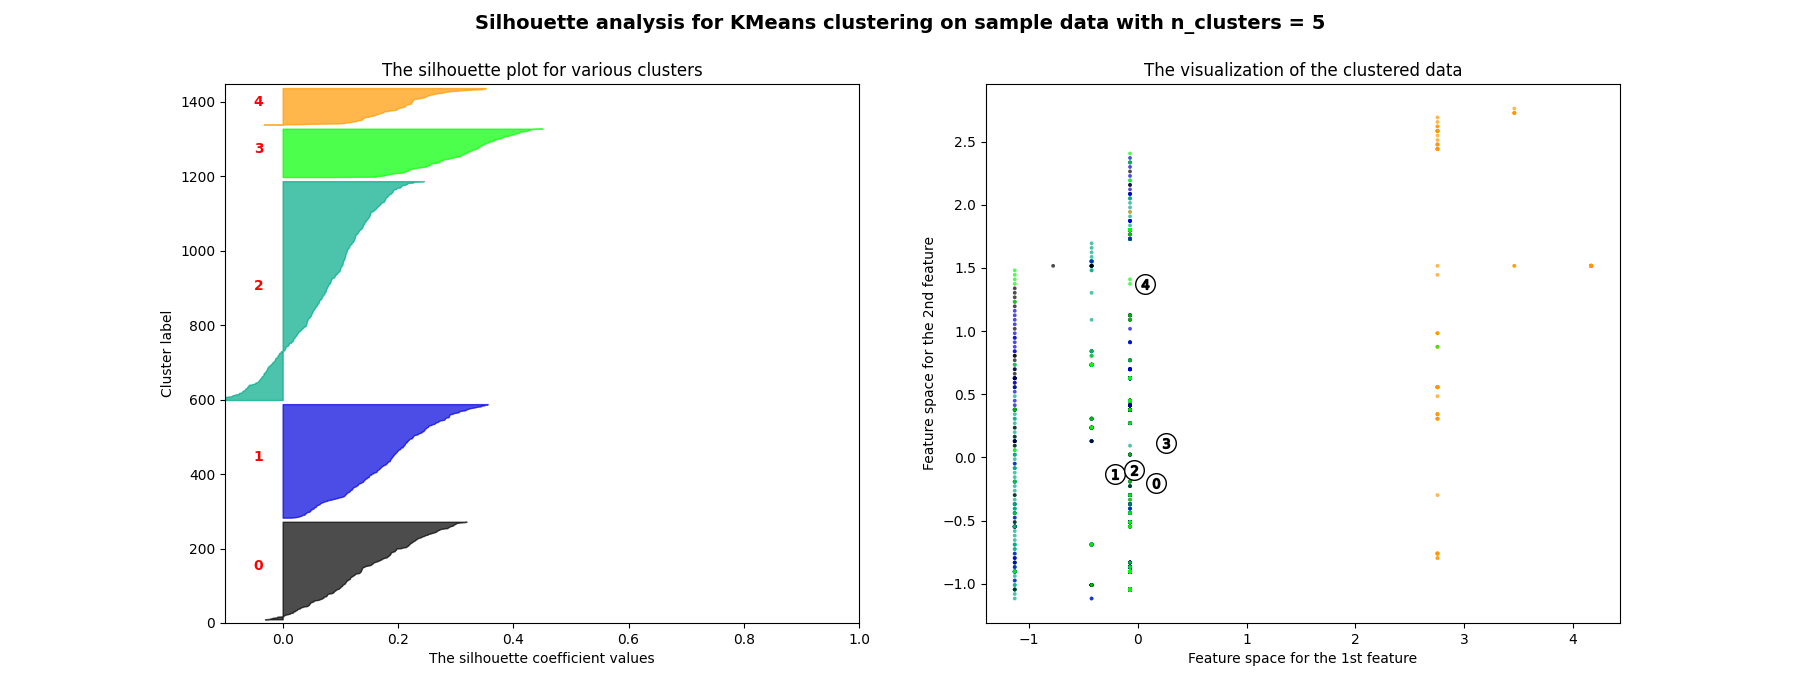 Silhouette analysis for KMeans clustering on sample data with n_clusters = 5
The silhouette plot for various clusters
1400
1200
1000
800
600
400
200
0
Cluster label
4
3
2
1
0
0.0 0.2 0.4 0.6 0.8 1.0
The silhouette coefficient values
The visualization of the clustered data
2.5
2.0
1.5
1.0
0.5
0.0
−0.5
−1.0
Feature space for the 2nd feature
4
3
1 2 0
−1 0 1 2 3 4
Feature space for the 1st feature